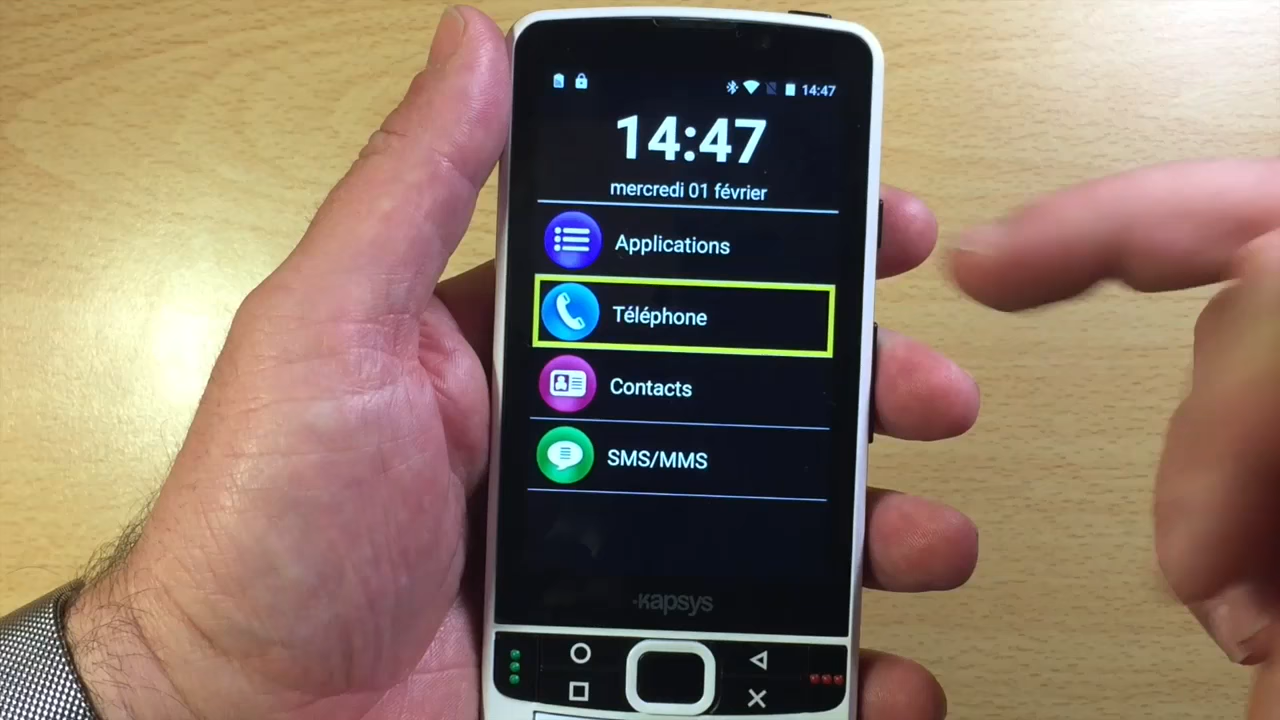 14:47
14:47
mercredi 01 février
Applications
Téléphone
Contacts
SMS/MMS
kapsys